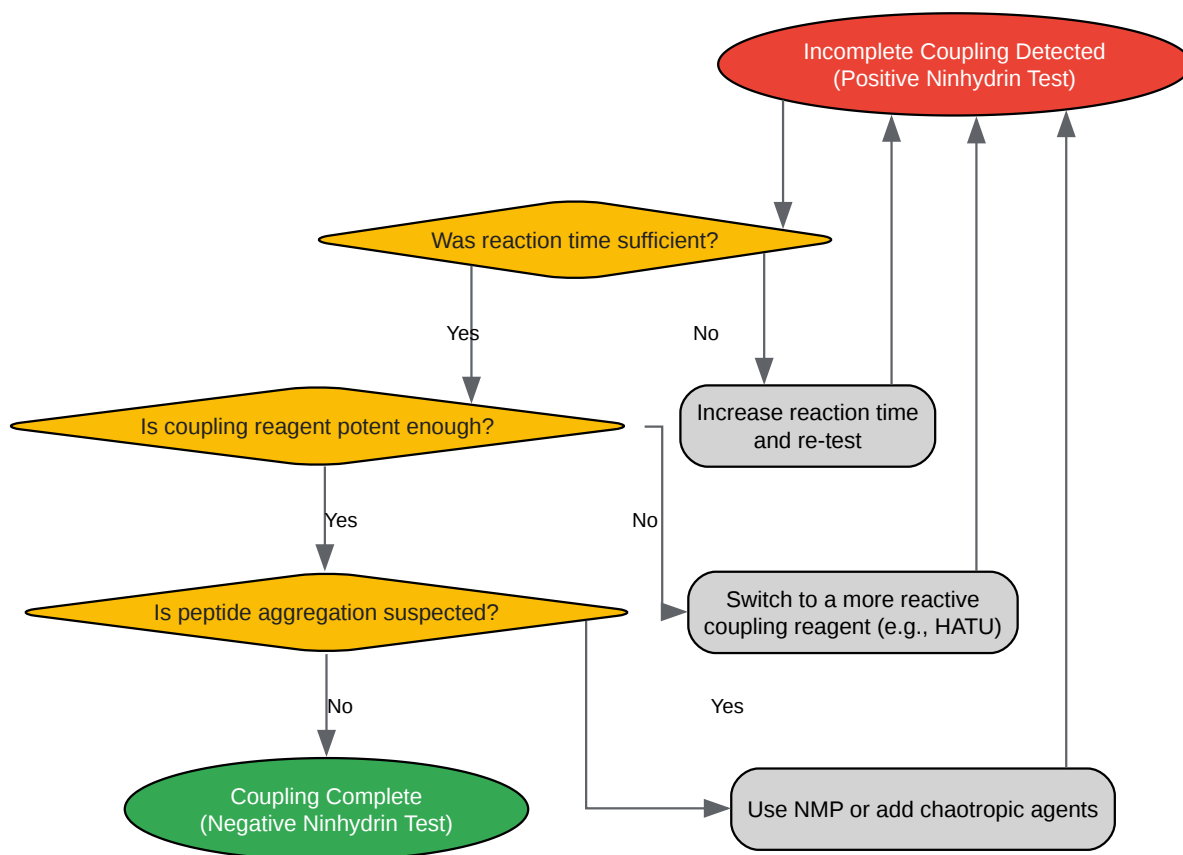 Incomplete Coupling Detected
(Positive Ninhydrin Test)
Was reaction time sufficient?
Yes
No
Is coupling reagent potent enough?
Increase reaction time
and re-test
Yes
No
Is peptide aggregation suspected?
Switch to a more reactive
coupling reagent (e.g., HATU)
No
Yes
Coupling Complete
(Negative Ninhydrin Test)
Use NMP or add chaotropic agents